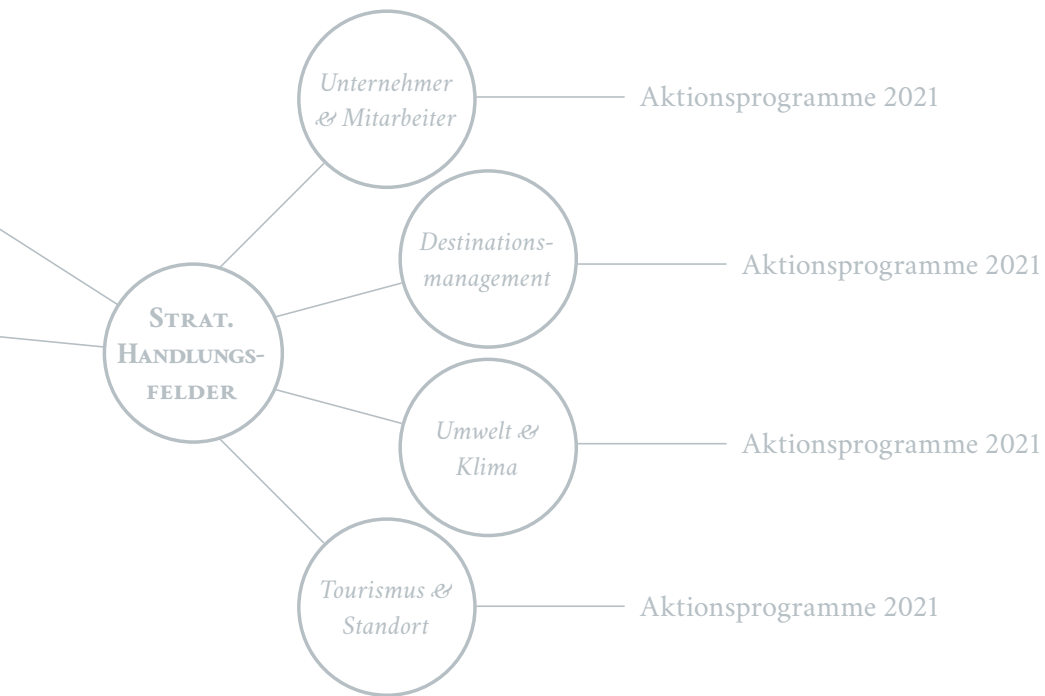 Unternehmer
& Mitarbeiter
Aktionsprogramme 2021
Destinations-
management
Aktionsprogramme 2021
STRAT.
HANDLUNGS-
FELDER
Umwelt &
Klima
Aktionsprogramme 2021
Tourismus &
Standort
Aktionsprogramme 2021